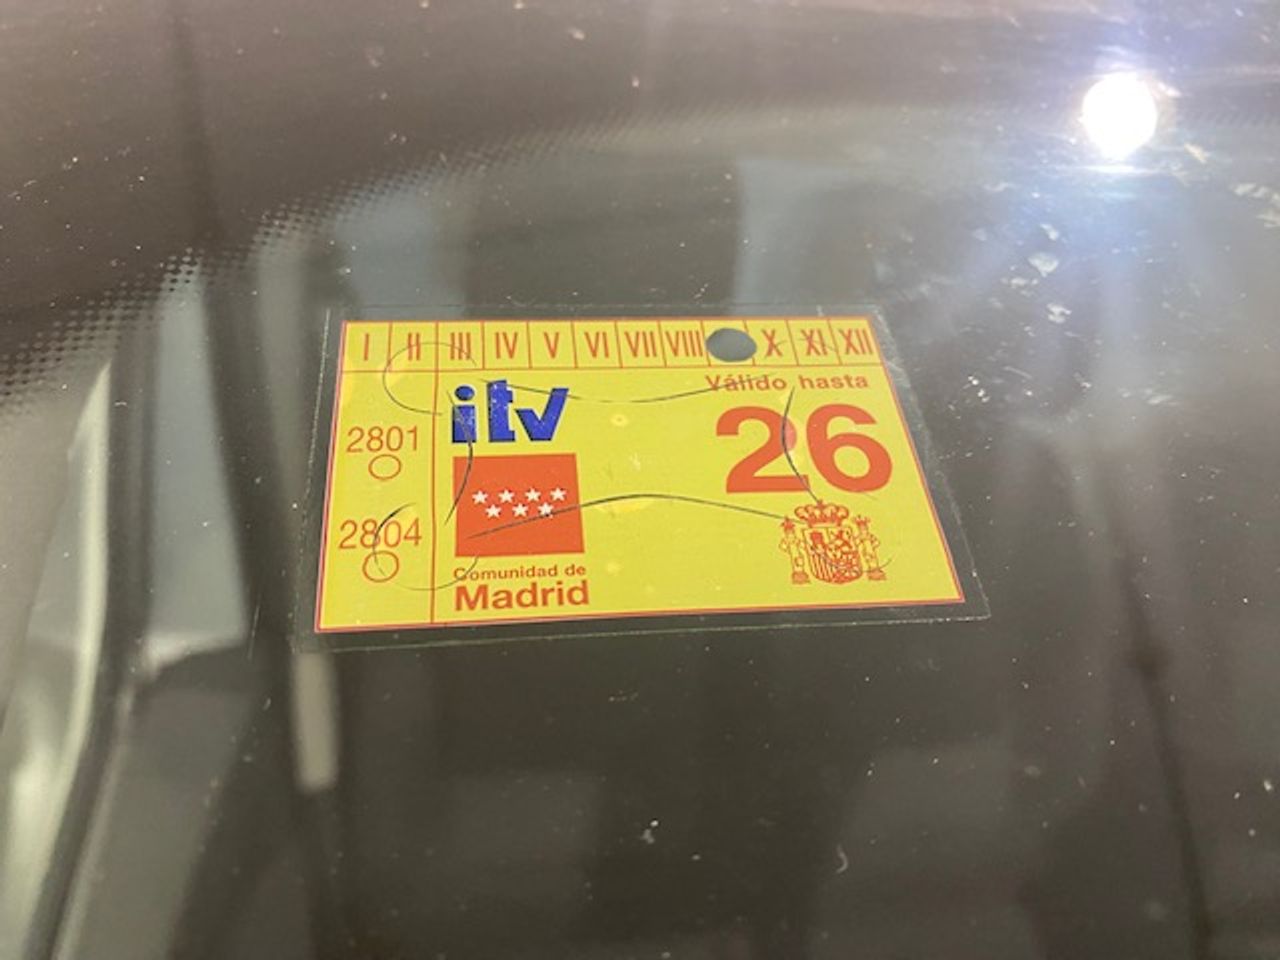 I II III IV V VI VII VIII X XI XII
Válido hasta
itv
26
2801
2804
Comunidad de
Madrid